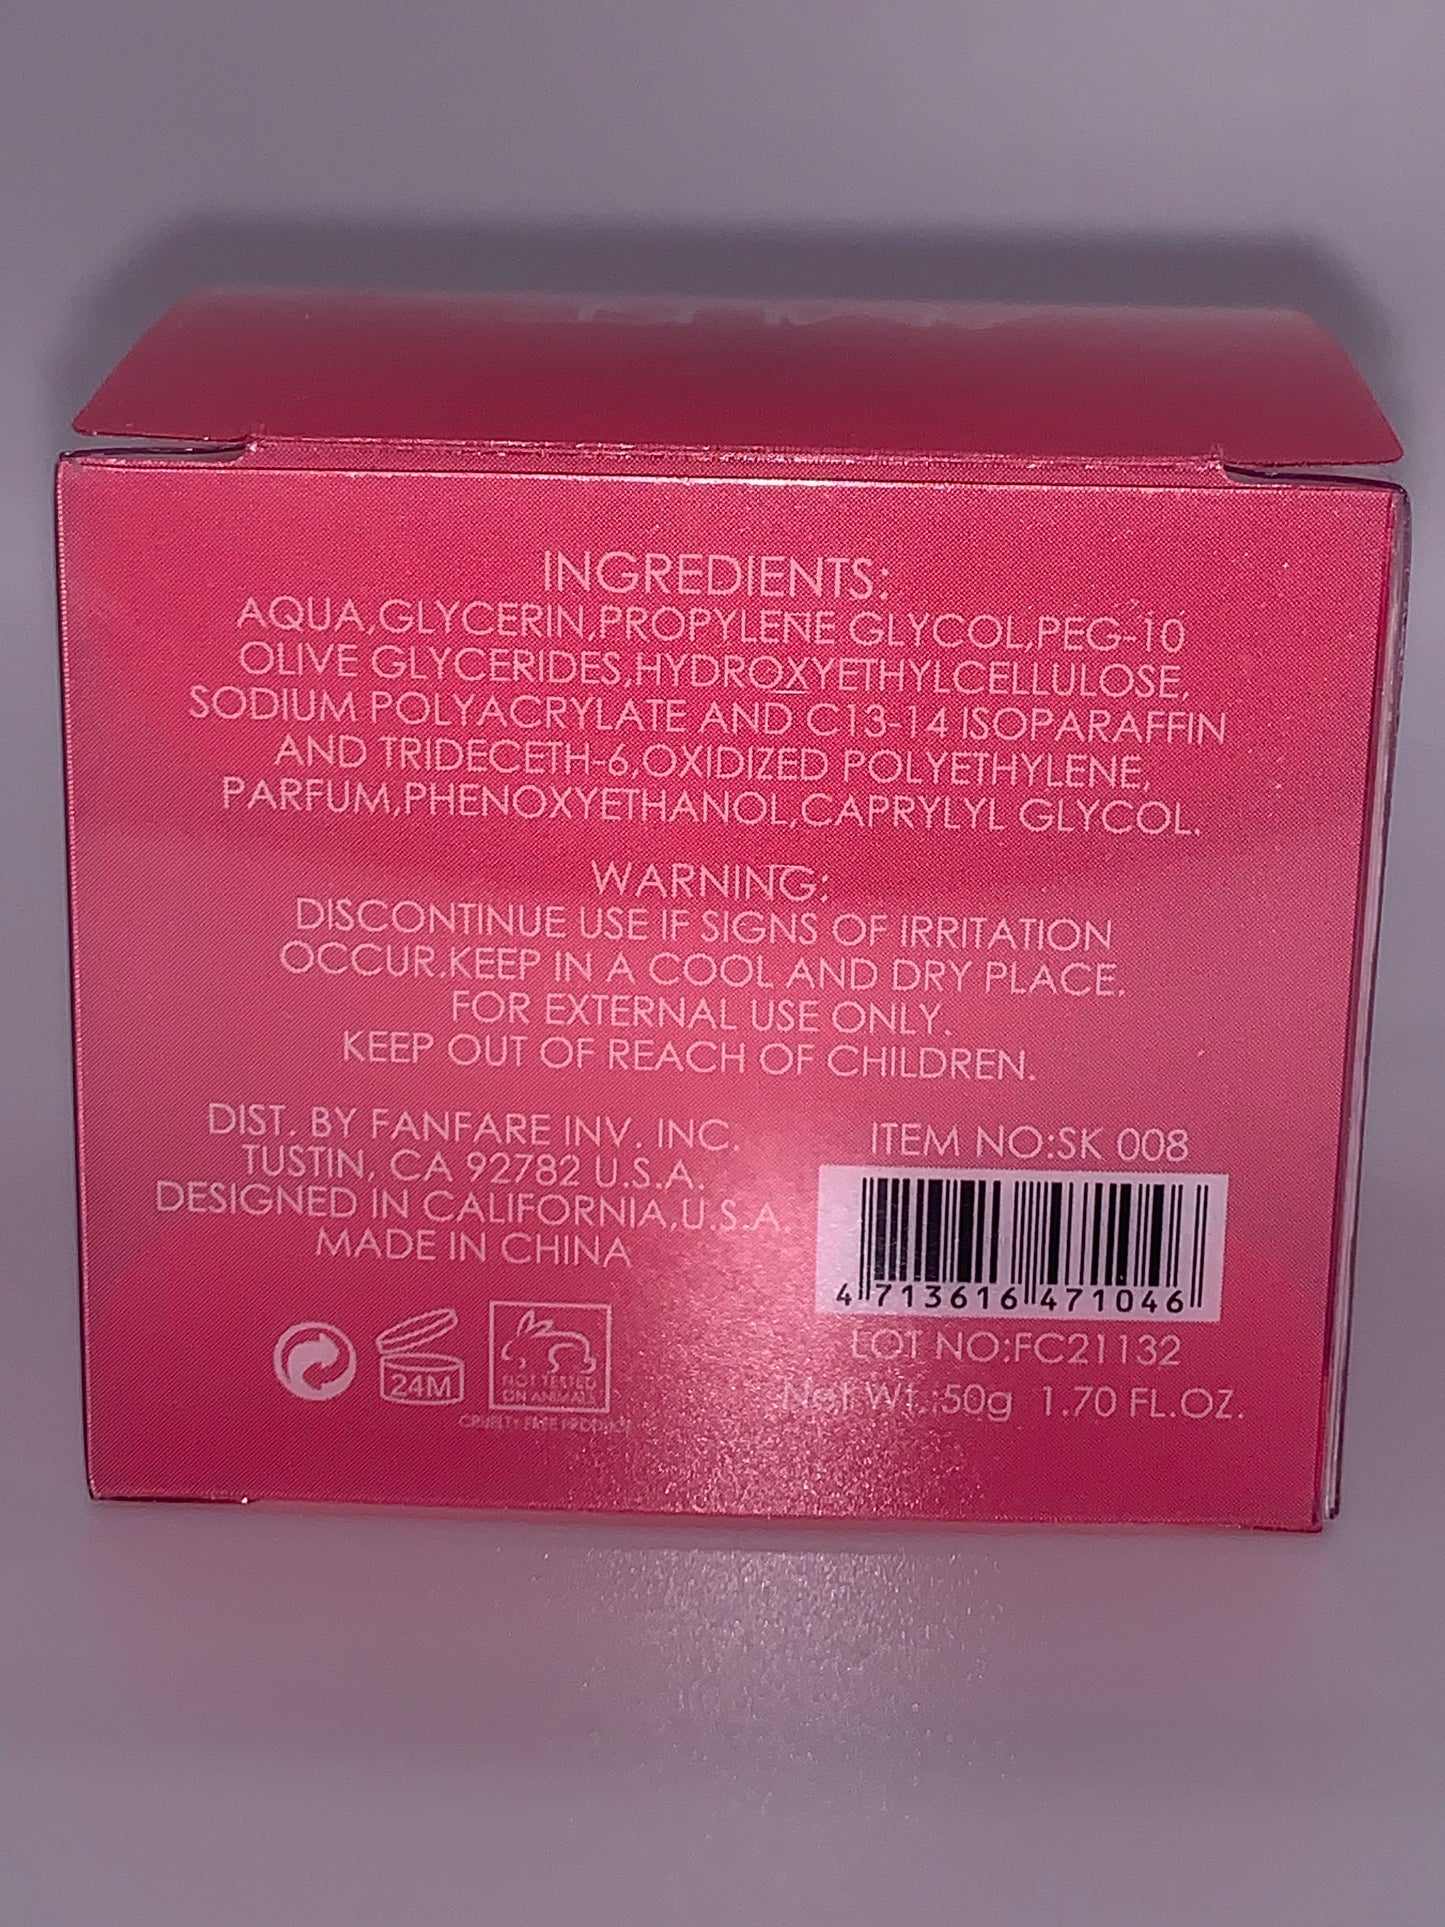 INGREDIENTS:
AQUA,GLYCERIN,PROPYLENE GLYCOL,PEG-10
OLIVE GLYCERIDES,HYDROXYETHYLCELLULOSE,
SODIUM POLYACRYLATE AND C13-14 ISOPARAFFIN
AND TRIDECETH-6,OXIDIZED POLYETHYLENE,
PARFUM,PHENOXYETHANOL,CAPRYLYL GLYCOL.
WARNING:
DISCONTINUE USE IF SIGNS OF IRRITATION
OCCUR.KEEP IN A COOL AND DRY PLACE.
FOR EXTERNAL USE ONLY.
KEEP OUT OF REACH OF CHILDREN.
DIST. BY FANFARE INV. INC.
TUSTIN, CA 92782 U.S.A.
DESIGNED IN CALIFORNIA,U.S.A.
MADE IN CHINA
24M
NOT TESTED
ON ANIMALS
CRUELTY FREE PRODUCT
ITEM NO:SK 008
4 713616 471046
LOT NO:FC21132
Net Wt.:50g 1.70 FL.OZ.